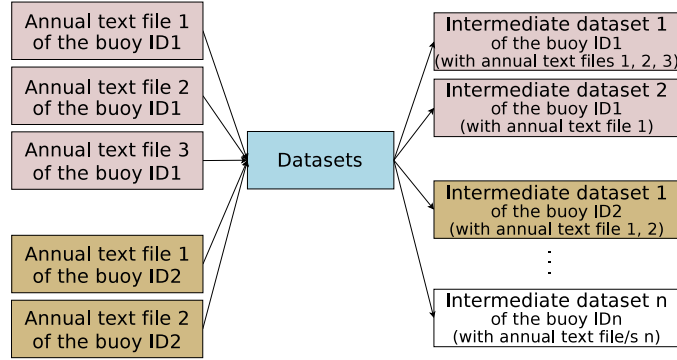 Annual text file 1
of the buoy ID1
Annual text file 2
of the buoy ID1
Annual text file 3
of the buoy ID1
Annual text file 1
of the buoy ID2
Annual text file 2
of the buoy ID2
Datasets
Intermediate dataset 1
of the buoy ID1
(with annual text files 1, 2, 3)
Intermediate dataset 2
of the buoy ID1
(with annual text file 1)
Intermediate dataset 1
of the buoy ID2
(with annual text file 1, 2)
Intermediate dataset n
of the buoy IDn
(with annual text file/s n)